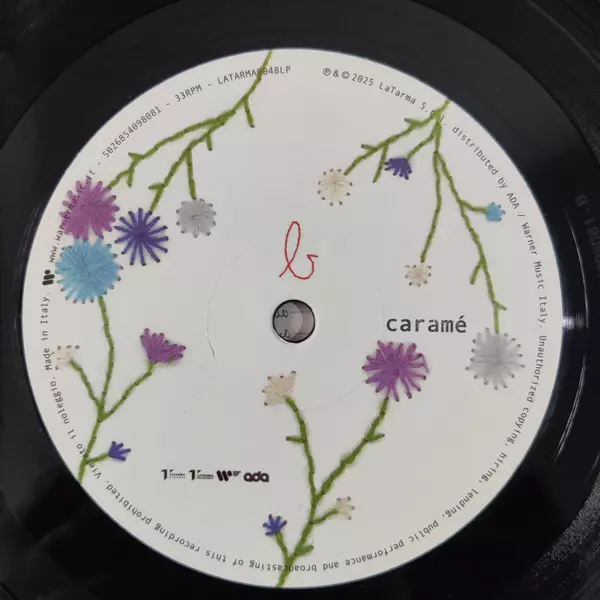 Made in Italy. www.warnermusic.it - 5026854098081 - 33RPM - LATARMA0048LP
℗&© 2025 LaTarma S.r.l. distributed by ADA / Warner Music Italy. Unauthorized copying, hiring, lending, public performance and broadcasting of this recording prohibited. Vietato il noleggio.
b
caramé
ada